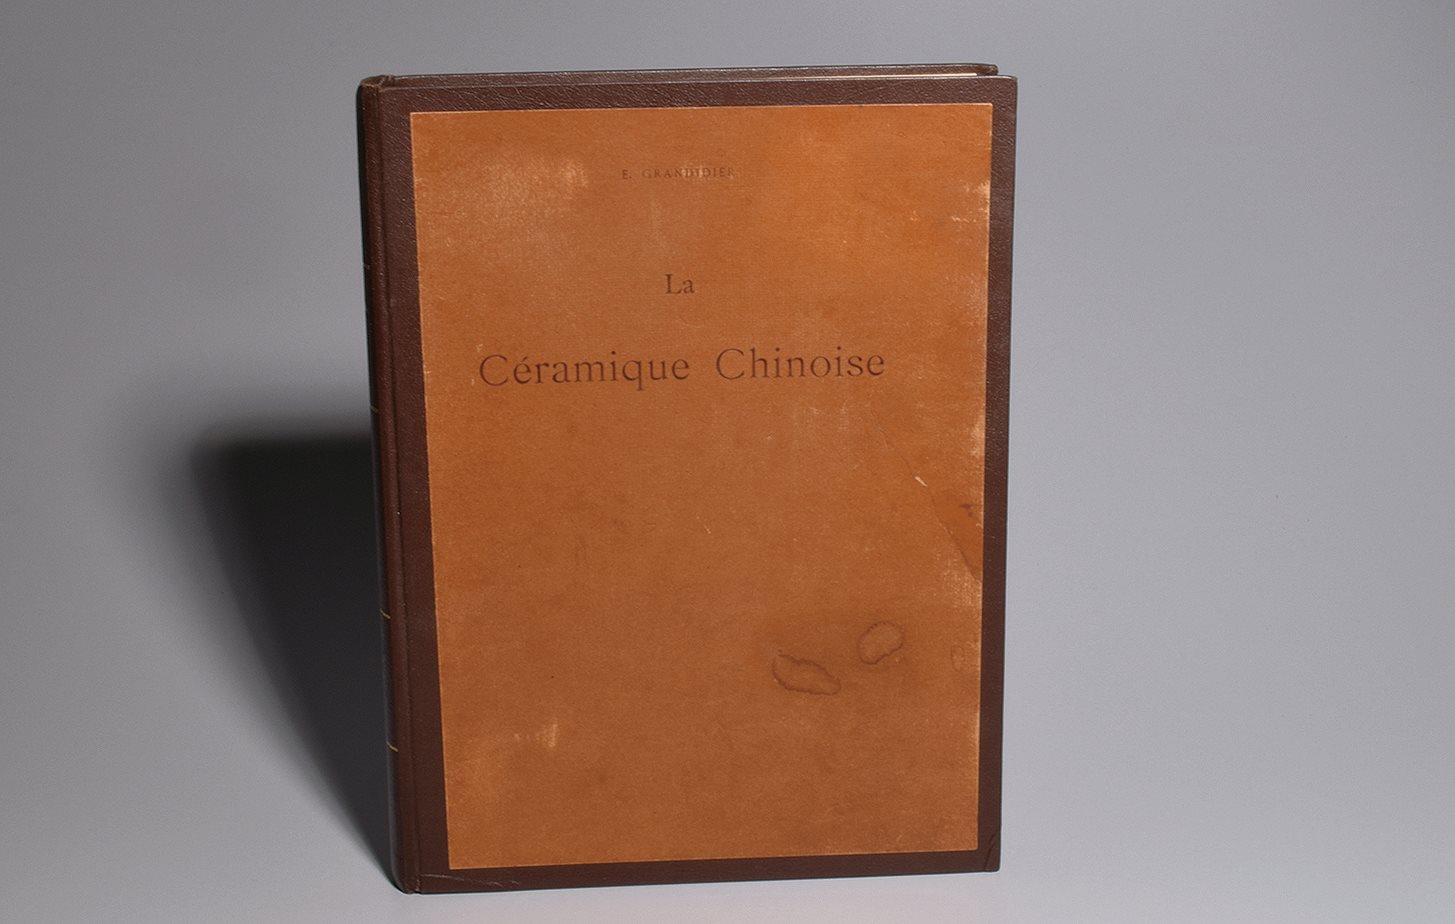 E. GRANDIDIER
La
Céramique Chinoise